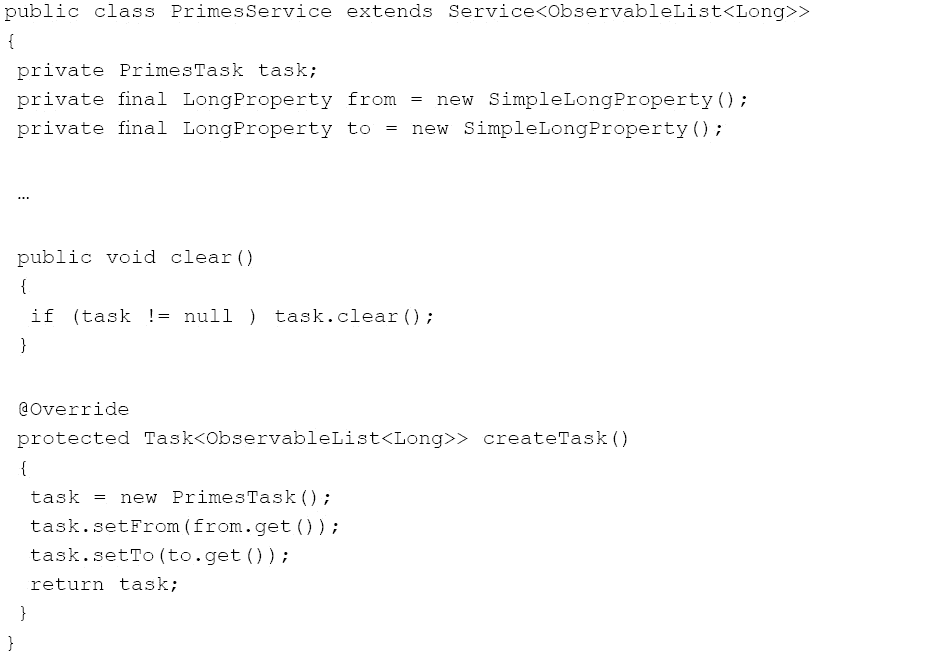 public class PrimesService extends Service<ObservableList<Long>>
{
private PrimesTask task;
private final LongProperty from = new SimpleLongProperty();
private final LongProperty to = new SimpleLongProperty();
…
public void clear()
{
if (task != null ) task.clear();
}
@Override
protected Task<ObservableList<Long>> createTask()
{
task = new PrimesTask();
task.setFrom(from.get());
task.setTo(to.get());
return task;
}
}